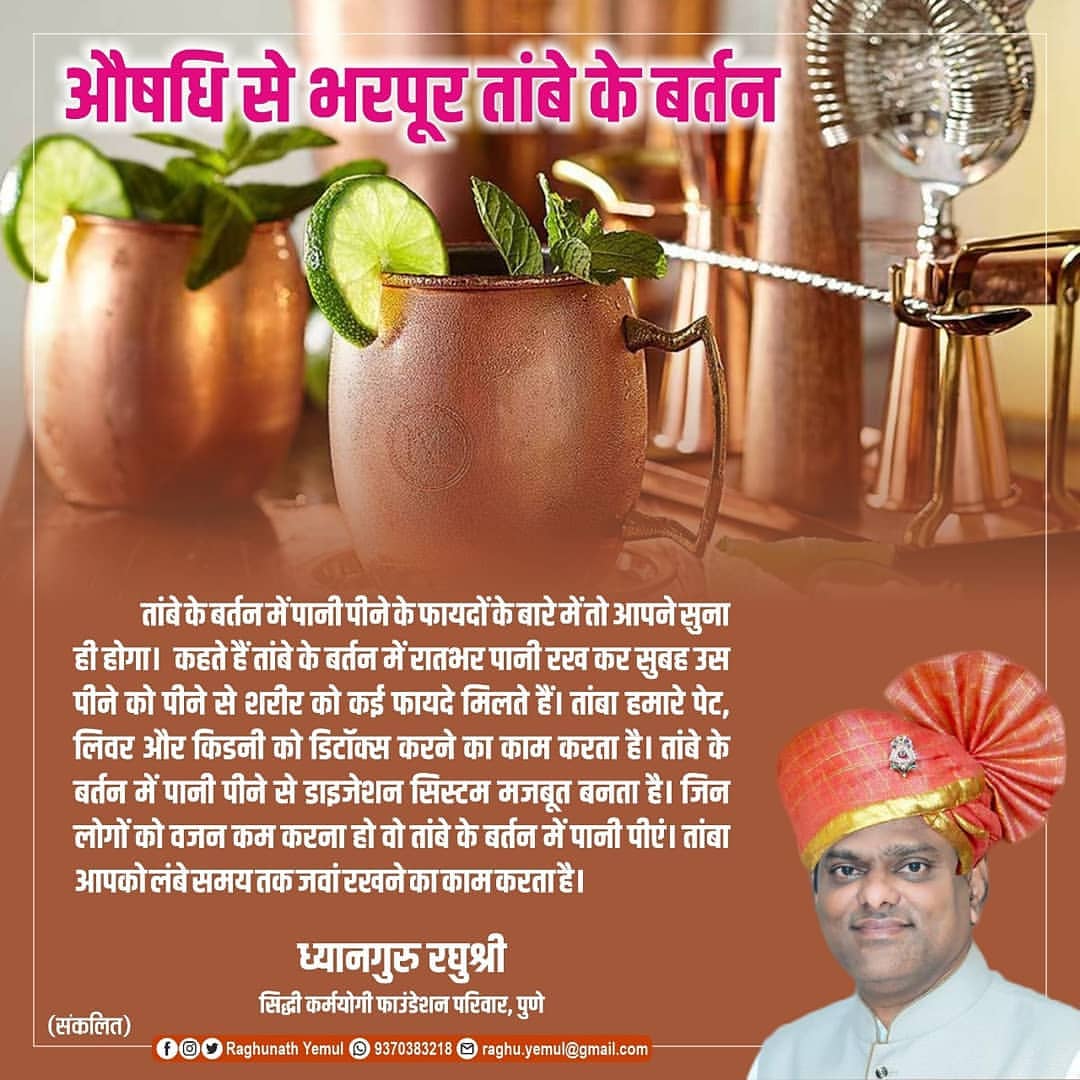 औषधि से भरपूर तांबे के बर्तन
तांबे के बर्तन में पानी पीने के फायदों के बारे में तो आपने सुना
ही होगा। कहते हैं तांबे के बर्तन में रातभर पानी रख कर सुबह उस
पीने को पीने से शरीर को कई फायदे मिलते हैं। तांबा हमारे पेट,
लिवर और किडनी को डिटॉक्स करने का काम करता है। तांबे के
बर्तन में पानी पीने से डाइजेशन सिस्टम मजबूत बनता है। जिन
लोगों को वजन कम करना हो वो तांबे के बर्तन में पानी पीएं। तांबा
आपको लंबे समय तक जवां रखने का काम करता है।
ध्यानगुरु रघुश्री
सिद्धी कर्मयोगी फाउंडेशन परिवार, पुणे
(संकलित)
Raghunath Yemul 9370383218 raghu.yemul@gmail.com